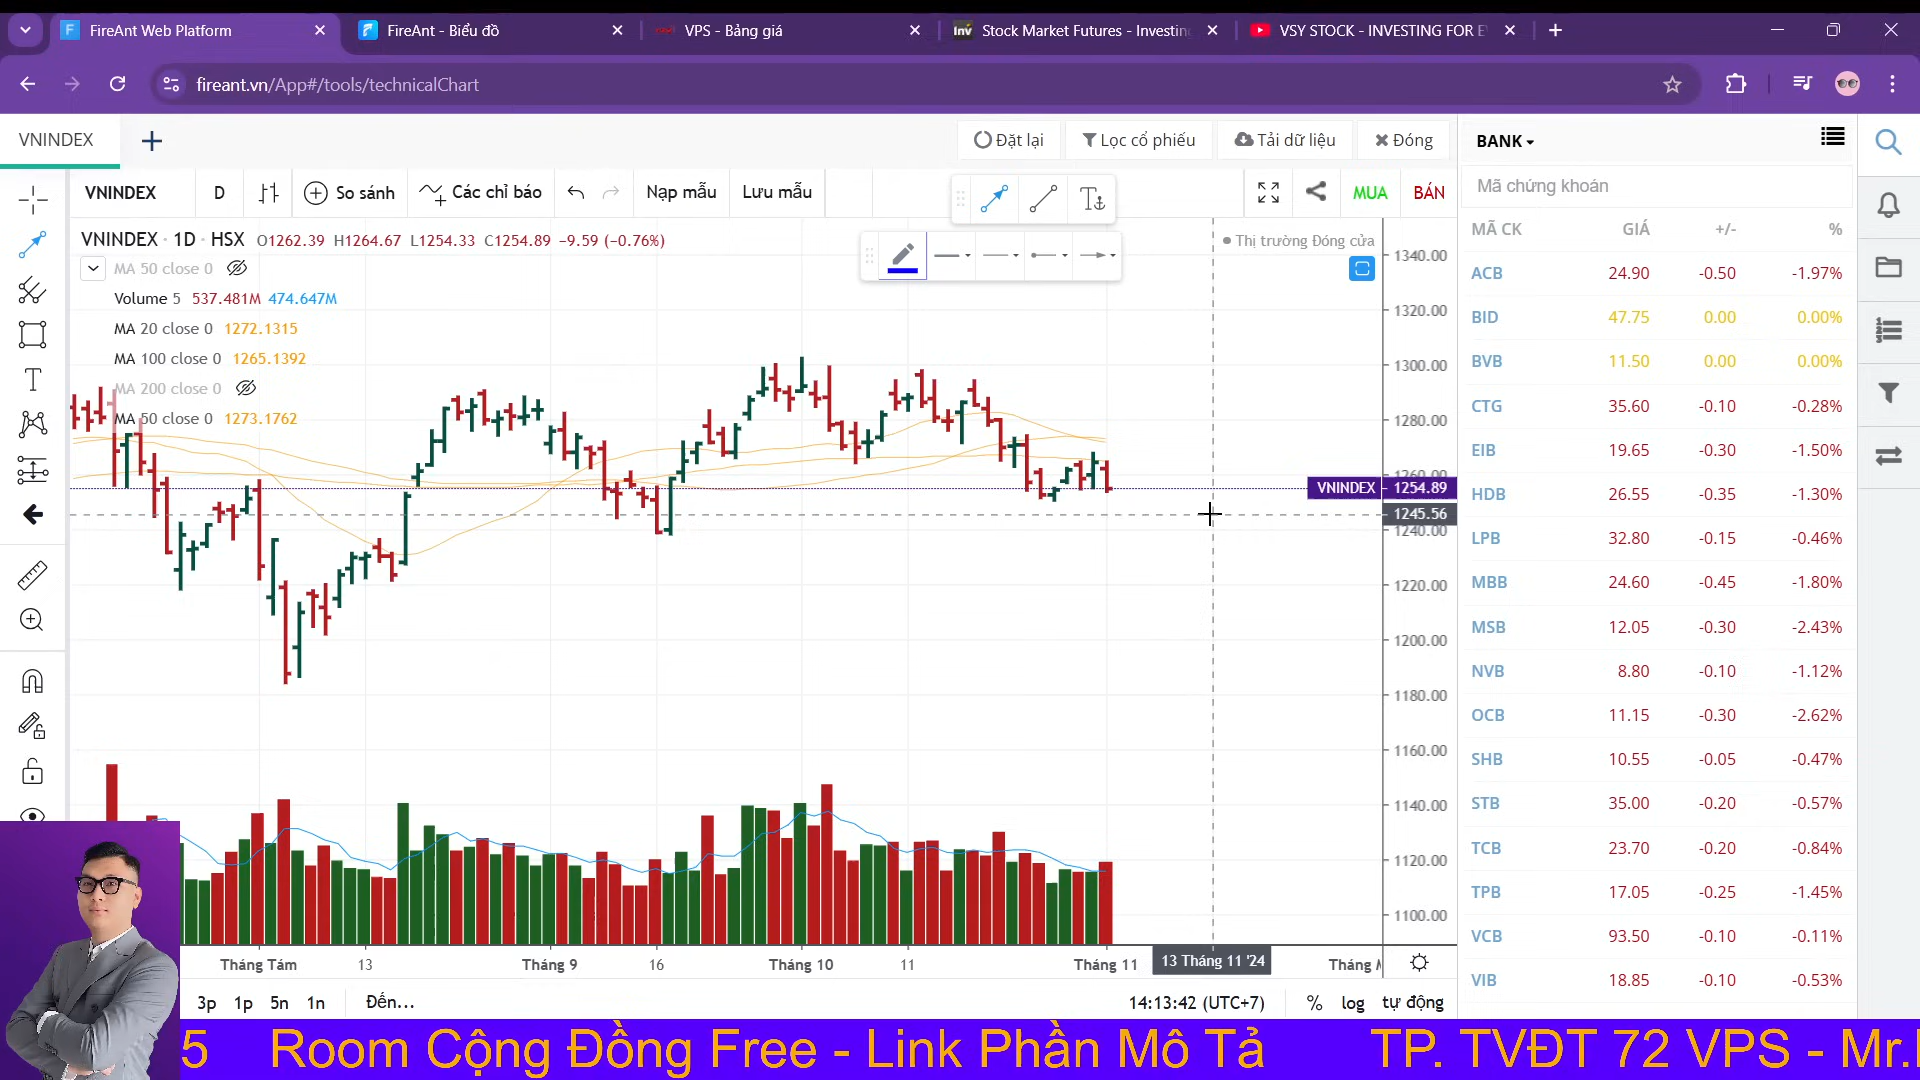 FireAnt Web Platform
FireAnt - Biểu đồ
VPS - Bảng giá
Stock Market Futures - Investing
VSY STOCK - INVESTING FOR E
fireant.vn/App#/tools/technicalChart
VNINDEX
Đặt lại
Lọc cổ phiếu
Tải dữ liệu
Đóng
BANK
VNINDEX
D
So sánh
Các chỉ báo
Nạp mẫu
Lưu mẫu
MUA
BÁN
Mã chứng khoán
VNINDEX · 1D · HSX O1262.39 H1264.67 L1254.33 C1254.89 -9.59 (-0.76%)
Thị trường Đóng cửa
MA 50 close 0
Volume 5 537.481M 474.647M
MA 20 close 0 1272.1315
MA 100 close 0 1265.1392
MA 200 close 0
MA 50 close 0 1273.1762
1340.00
1320.00
1300.00
1280.00
1260.00
VNINDEX 1254.89
1245.56
1240.00
1220.00
1200.00
1180.00
1160.00
1140.00
1120.00
1100.00
Tháng Tám
13
Tháng 9
16
Tháng 10
11
Tháng 11
13 Tháng 11 '24
Tháng
3p 1p 5n 1n Đến...
14:13:42 (UTC+7) % log tự động
MÃ CK GIÁ +/- %
ACB 24.90 -0.50 -1.97%
BID 47.75 0.00 0.00%
BVB 11.50 0.00 0.00%
CTG 35.60 -0.10 -0.28%
EIB 19.65 -0.30 -1.50%
HDB 26.55 -0.35 -1.30%
LPB 32.80 -0.15 -0.46%
MBB 24.60 -0.45 -1.80%
MSB 12.05 -0.30 -2.43%
NVB 8.80 -0.10 -1.12%
OCB 11.15 -0.30 -2.62%
SHB 10.55 -0.05 -0.47%
STB 35.00 -0.20 -0.57%
TCB 23.70 -0.20 -0.84%
TPB 17.05 -0.25 -1.45%
VCB 93.50 -0.10 -0.11%
VIB 18.85 -0.10 -0.53%
5 Room Cộng Đồng Free - Link Phần Mô Tả TP. TVĐT 72 VPS - Mr.